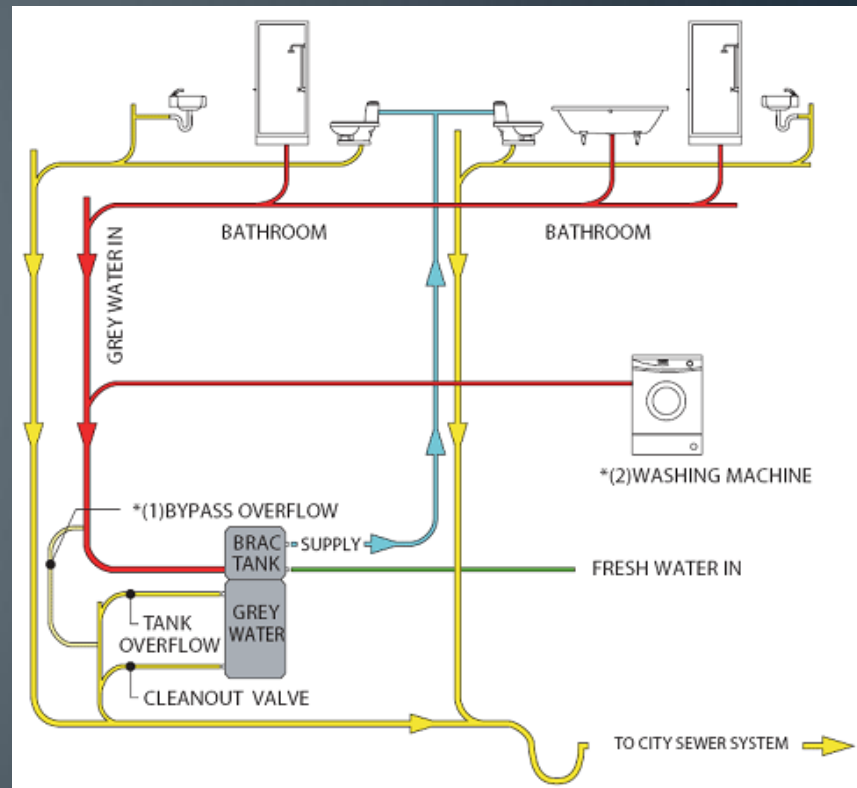 BATHROOM
BATHROOM
GREY WATER IN
*(2)WASHING MACHINE
*(1)BYPASS OVERFLOW
BRAC
TANK
SUPPLY
FRESH WATER IN
GREY
WATER
TANK
OVERFLOW
CLEANOUT VALVE
TO CITY SEWER SYSTEM